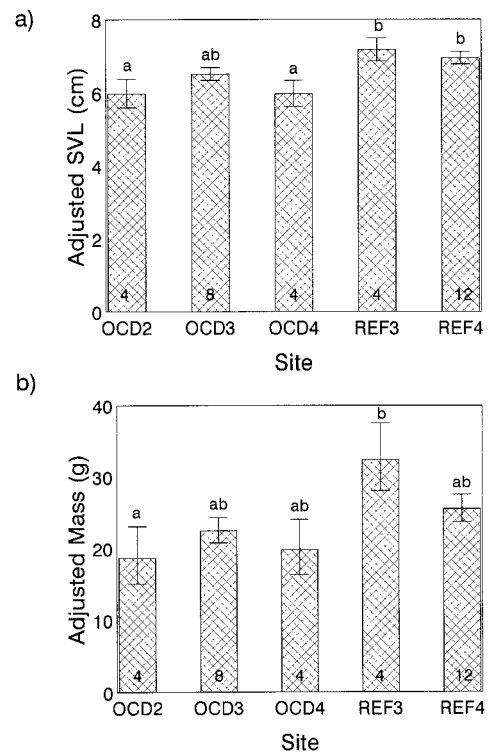 a)
Adjusted SVL (cm)
8
6
4
2
0
a
ab
a
b
b
4
8
4
4
12
OCD2 OCD3 OCD4 REF3 REF4
Site
b)
Adjusted Mass (g)
40
30
20
10
0
a
ab
ab
b
ab
4
8
4
4
12
OCD2 OCD3 OCD4 REF3 REF4
Site